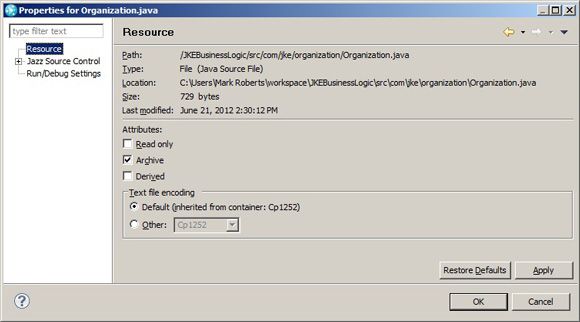 Properties for Organization.java
type filter text
Resource
Jazz Source Control
Run/Debug Settings
Resource
Path: /JKEBusinessLogic/src/com/jke/organization/Organization.java
Type: File (Java Source File)
Location: C:\Users\Mark Roberts\workspace\JKEBusinessLogic\src\com\jke\organization\Organization.java
Size: 729 bytes
Last modified: June 21, 2012 2:30:12 PM
Attributes:
Read only
Archive
Derived
Text file encoding
Default (inherited from container: Cp1252)
Other: Cp1252
Restore Defaults Apply
? OK Cancel